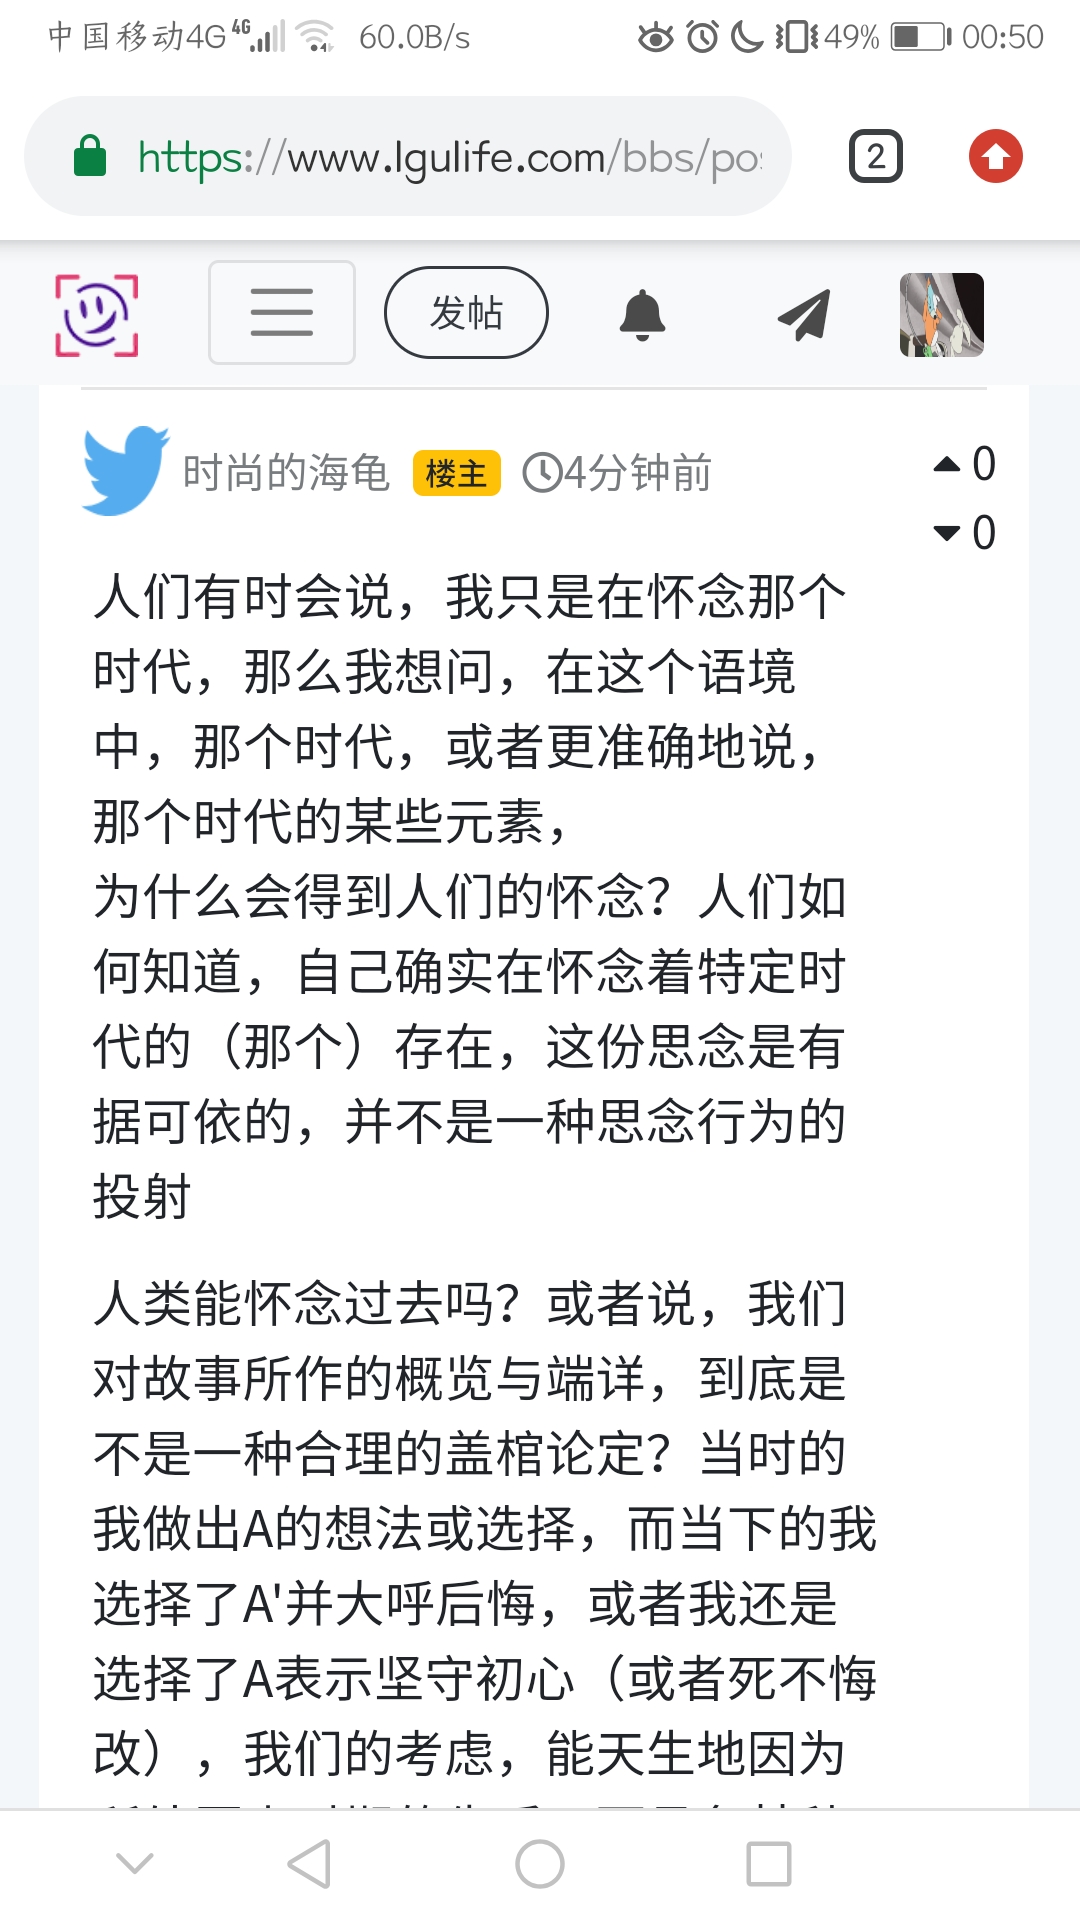 中国移动4G 4G 60.0B/s 49% 00:50
https://www.lgulife.com/bbs/pos
2
发帖
时尚的海龟 楼主 4分钟前
0
0
人们有时会说，我只是在怀念那个
时代，那么我想问，在这个语境
中，那个时代，或者更准确地说，
那个时代的某些元素，
为什么会得到人们的怀念？人们如
何知道，自己确实在怀念着特定时
代的（那个）存在，这份思念是有
据可依的，并不是一种思念行为的
投射
人类能怀念过去吗？或者说，我们
对故事所作的概览与端详，到底是
不是一种合理的盖棺论定？当时的
我做出A的想法或选择，而当下的我
选择了A'并大呼后悔，或者我还是
选择了A表示坚守初心（或者死不悔
改），我们的考虑，能天生地因为